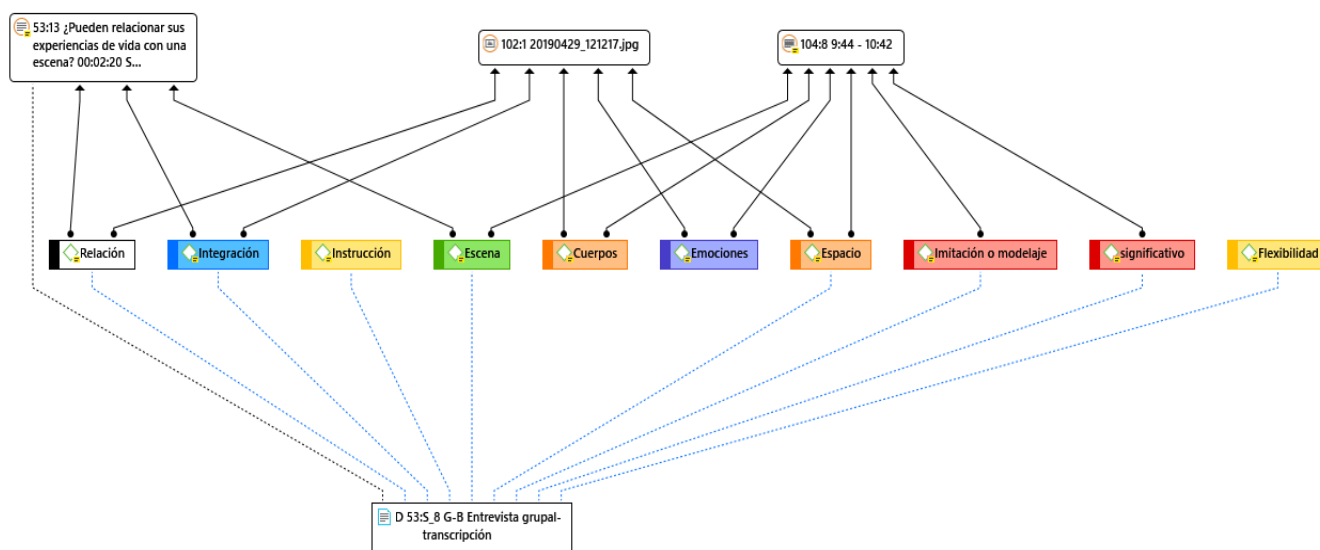 53:13 ¿Pueden relacionar sus
experiencias de vida con una
escena? 00:02:20 S...
102:1 20190429_121217.jpg
104:8 9:44 - 10:42
Relación
Integración
Instrucción
Escena
Cuerpos
Emociones
Espacio
Imitación o modelaje
significativo
Flexibilidad
D 53:S_8 G-B Entrevista grupal-
transcripción